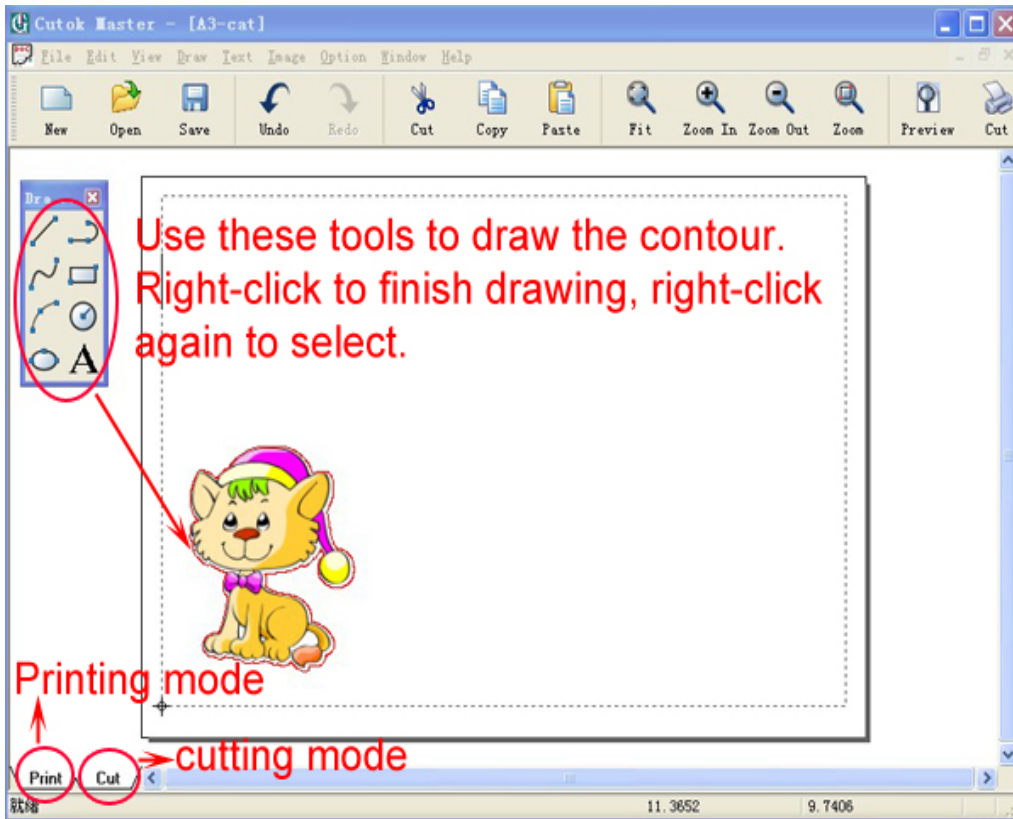 Cutok Master - [A3-cat]
File Edit View Draw Text Image Option Window Help
New Open Save Undo Redo Cut Copy Paste Fit Zoom In Zoom Out Zoom Preview Cut
Dra
Use these tools to draw the contour.
Right-click to finish drawing, right-click
again to select.
A
Printing mode
cutting mode
Print Cut
就绪 11.3652 9.7406